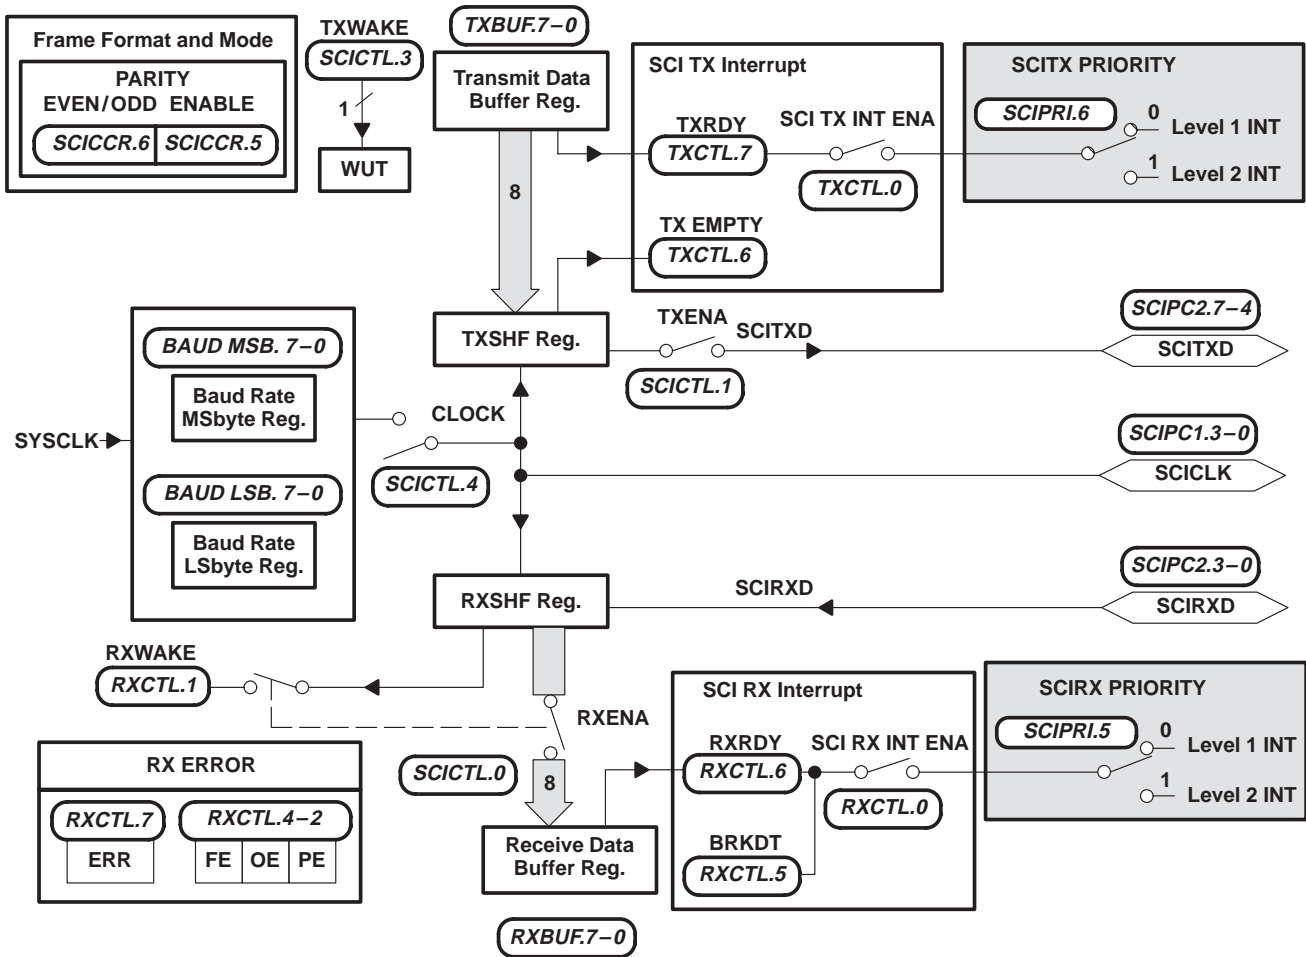 Frame Format and Mode
PARITY
EVEN/ODD ENABLE
SCICCR.6 SCICCR.5
TXWAKE
SCICTL.3
1
WUT
TXBUF.7–0
Transmit Data
Buffer Reg.
8
SCI TX Interrupt
TXRDY
TXCTL.7
SCI TX INT ENA
TXCTL.0
TX EMPTY
TXCTL.6
SCITX PRIORITY
SCIPRI.6
0
Level 1 INT
1
Level 2 INT
BAUD MSB. 7–0
Baud Rate
MSbyte Reg.
SYSCLK
BAUD LSB. 7–0
Baud Rate
LSbyte Reg.
CLOCK
SCICTL.4
TXSHF Reg.
TXENA
SCITXD
SCICTL.1
SCIPC2.7–4
SCITXD
SCIPC1.3–0
SCICLK
SCIPC2.3–0
SCIRXD
SCIRXD
RXSHF Reg.
RXWAKE
RXCTL.1
RXENA
SCICTL.0
8
RX ERROR
RXCTL.7
RXCTL.4–2
ERR
FE OE PE
Receive Data
Buffer Reg.
RXBUF.7–0
SCI RX Interrupt
RXRDY
RXCTL.6
SCI RX INT ENA
RXCTL.0
BRKDT
RXCTL.5
SCIRX PRIORITY
SCIPRI.5
0
Level 1 INT
1
Level 2 INT